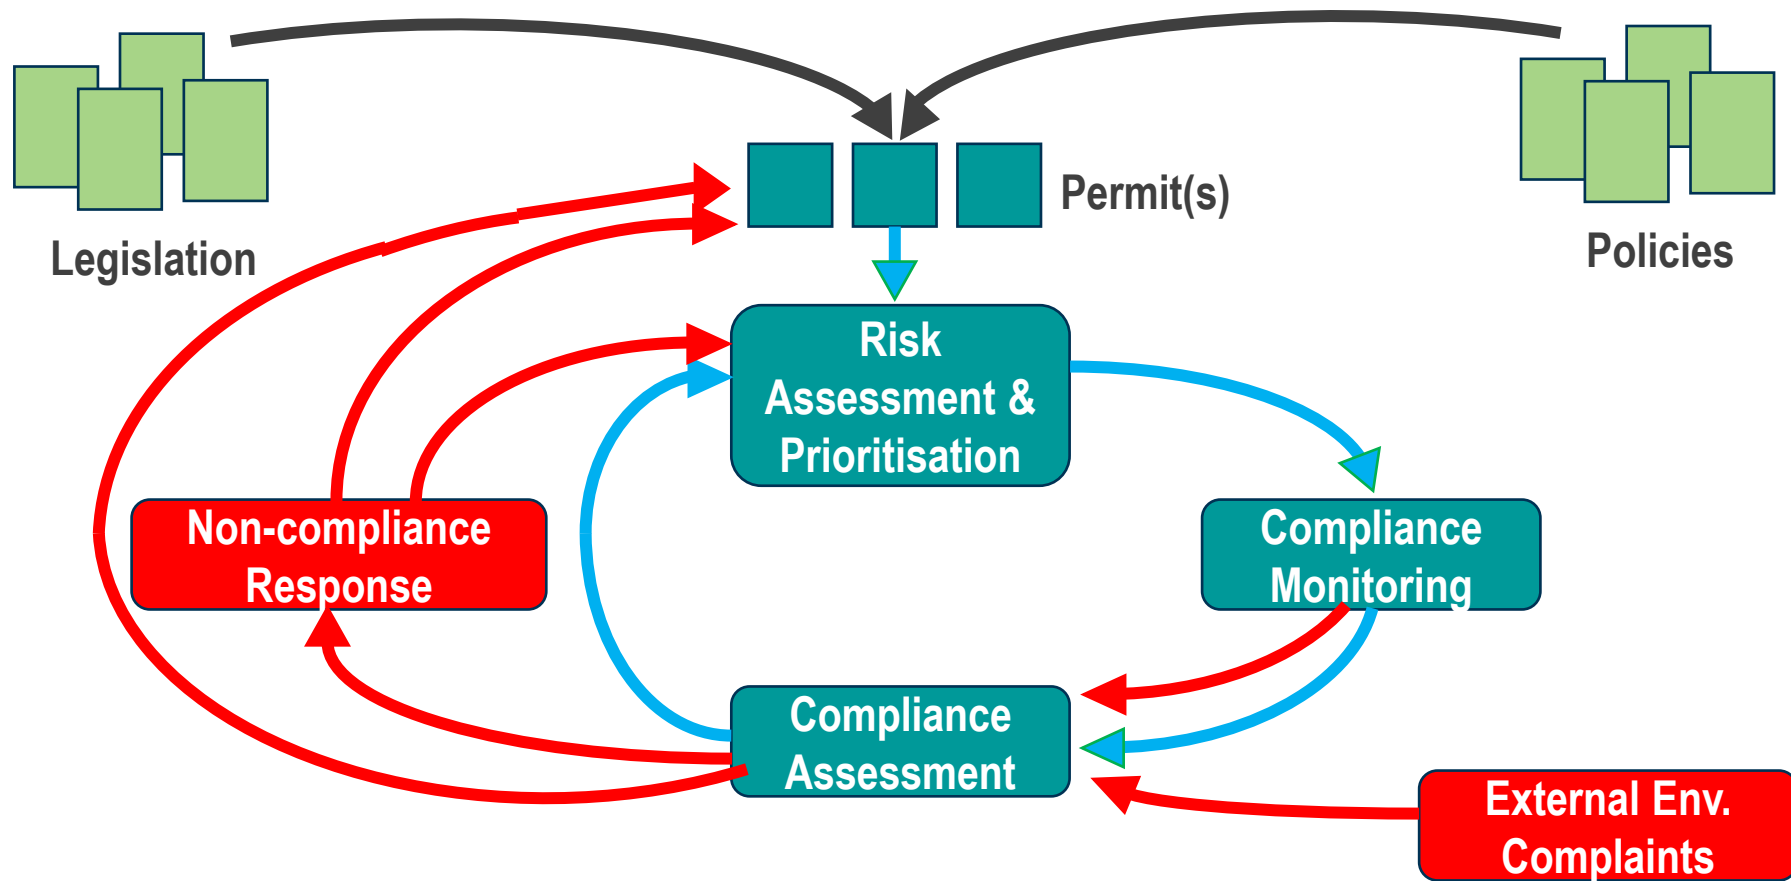 Legislation
Permit(s)
Policies
Risk
Assessment &
Prioritisation
Non-compliance
Response
Compliance
Monitoring
Compliance
Assessment
External Env.
Complaints